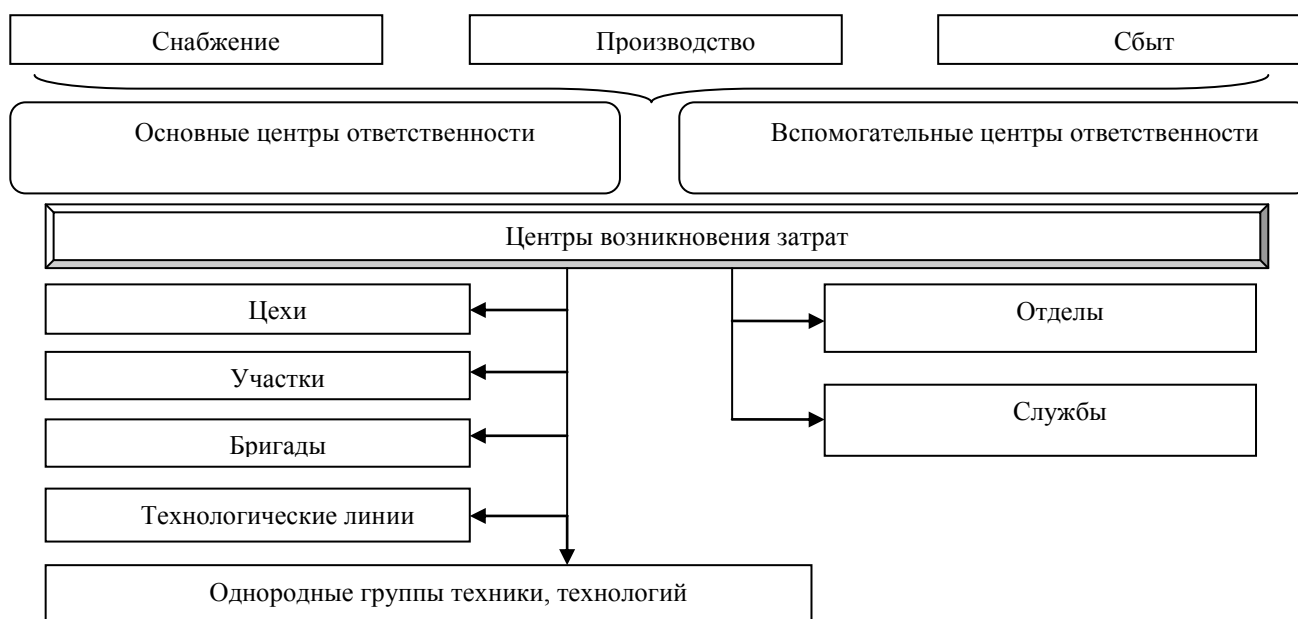 Снабжение
Производство
Сбыт
Основные центры ответственности
Вспомогательные центры ответственности
Центры возникновения затрат
Цехи
Участки
Бригады
Технологические линии
Однородные группы техники, технологий
Отделы
Службы